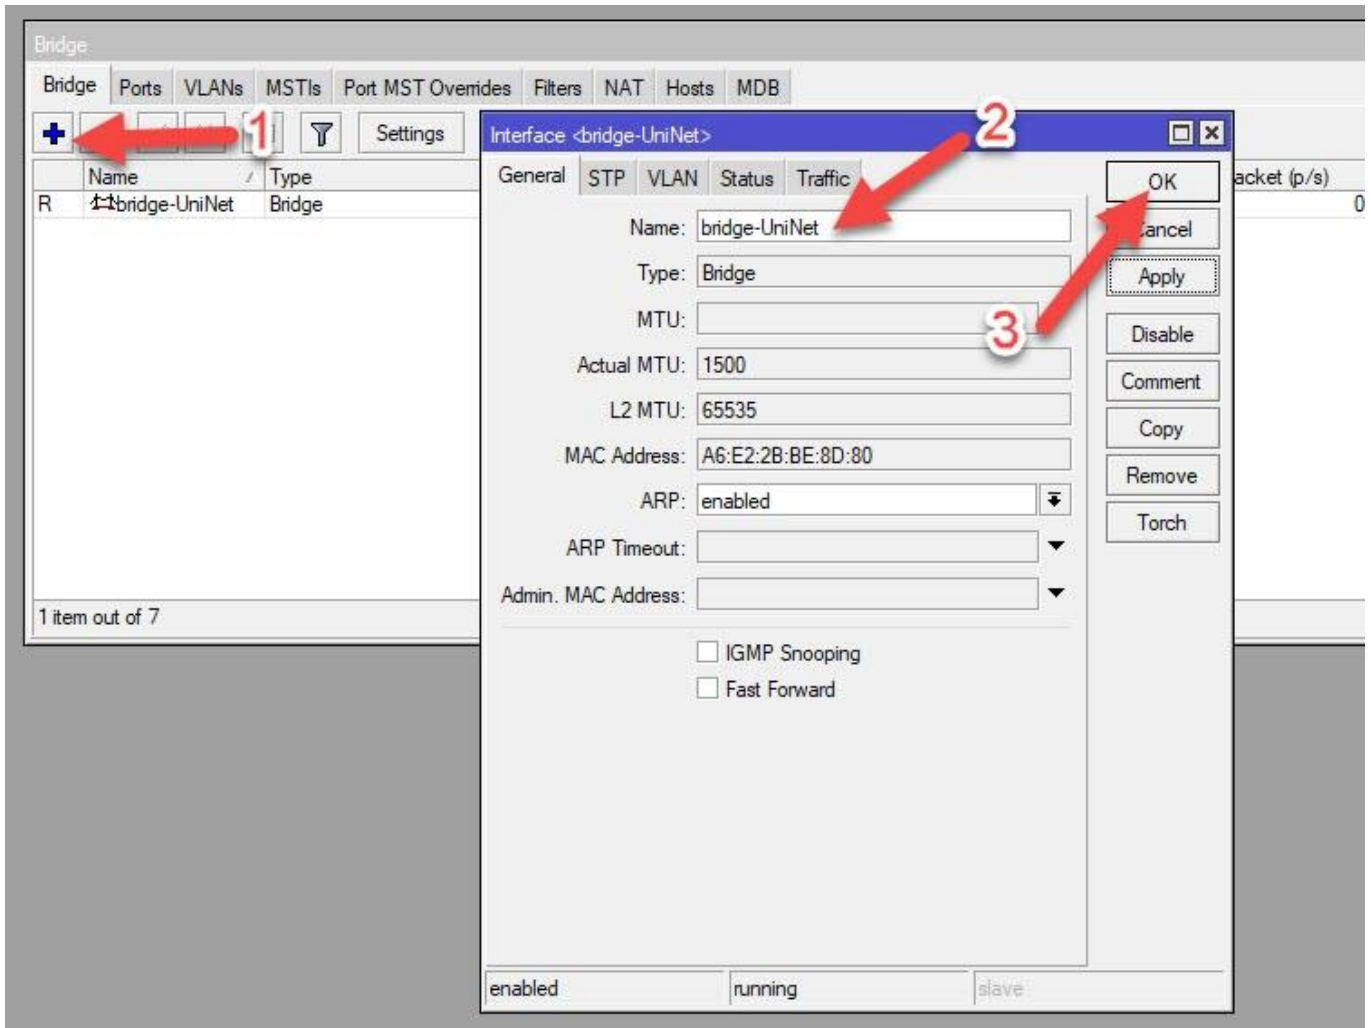 Bridge
Bridge Ports VLANs MSTIs Port MST Overrides Filters NAT Hosts MDB
1 Settings
Name Type
R bridge-UniNet Bridge
1 item out of 7
Interface <bridge-UniNet>
2
General STP VLAN Status Traffic
Name: bridge-UniNet
Type: Bridge
MTU:
3
Actual MTU: 1500
L2 MTU: 65535
MAC Address: A6:E2:2B:BE:8D:80
ARP: enabled
ARP Timeout:
Admin. MAC Address:
IGMP Snooping
Fast Forward
enabled running slave
OK
Cancel
Apply
Disable
Comment
Copy
Remove
Torch
acket (p/s)
0